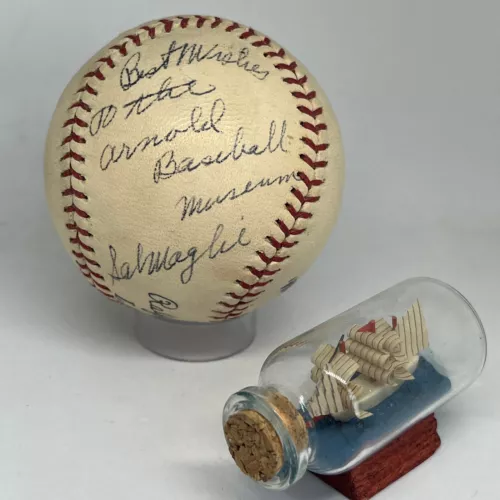 Best Wishes
to the
Arnold
Baseball
Museum
Sal Maglie